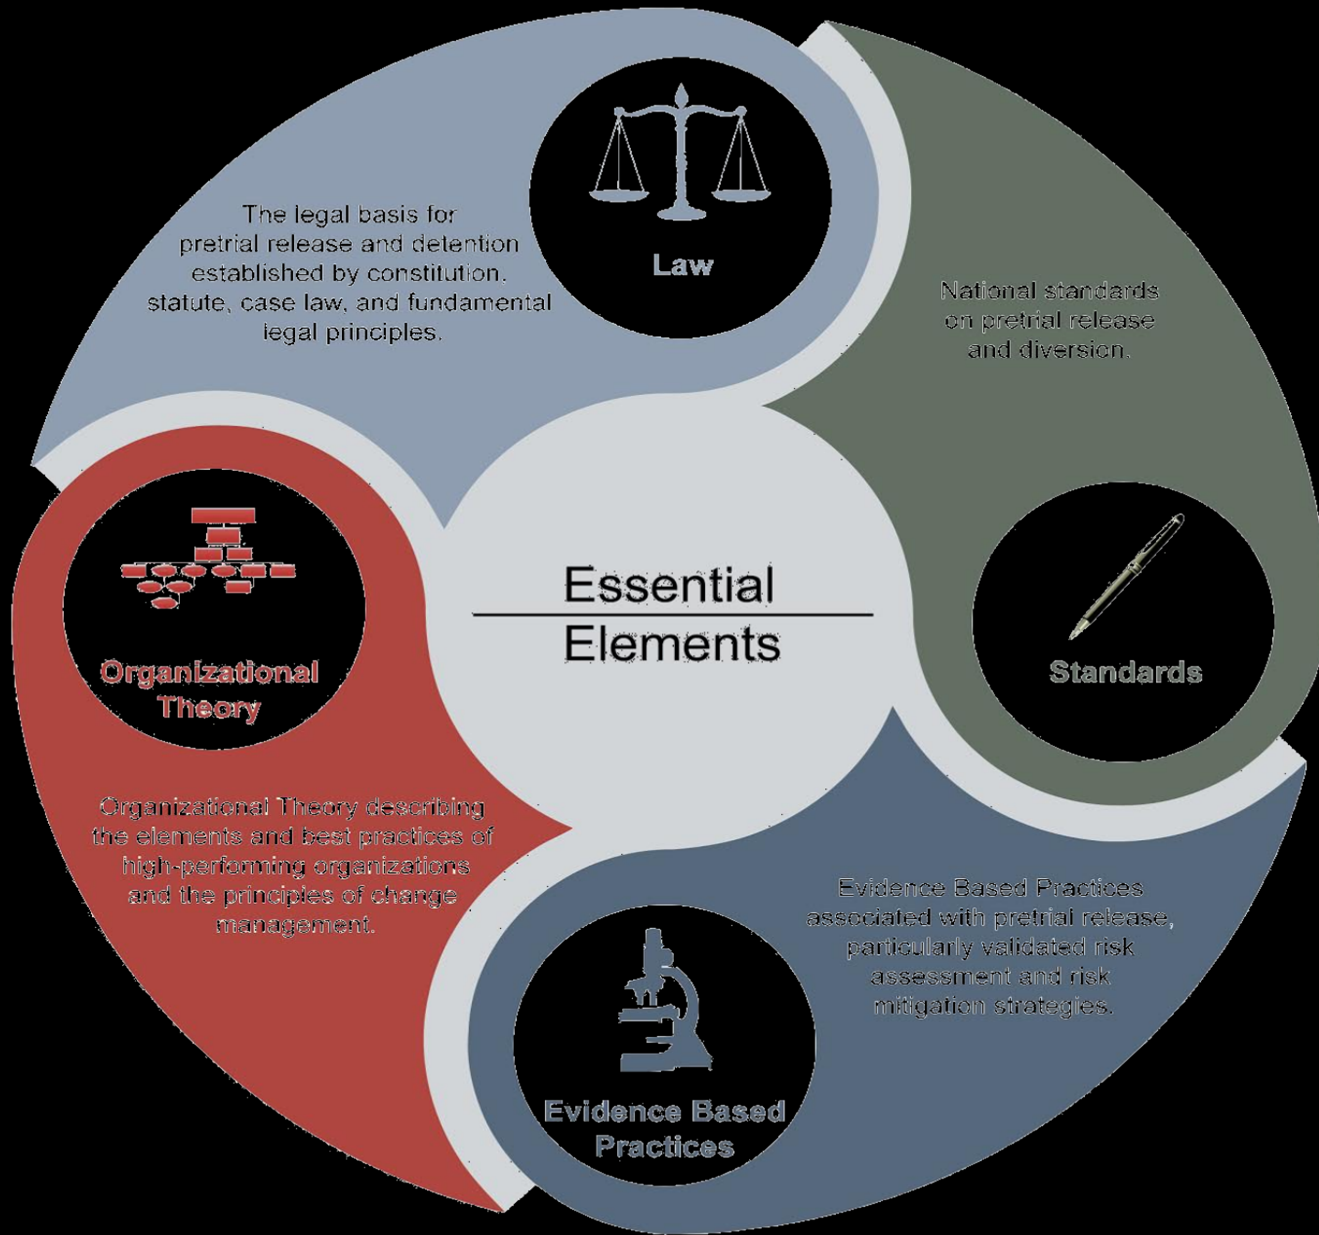 The legal basis for
pretrial release and detention
established by constitution,
statute, case law, and fundamental
legal principles.
Law
National standards
on pretrial release
and diversion.
Standards
Essential
Elements
Organizational
Theory
Organizational Theory describing
the elements and best practices of
high-performing organizations
and the principles of change
management.
Evidence Based Practices
associated with pretrial release,
particularly validated risk
assessment and risk
mitigation strategies.
Evidence Based
Practices